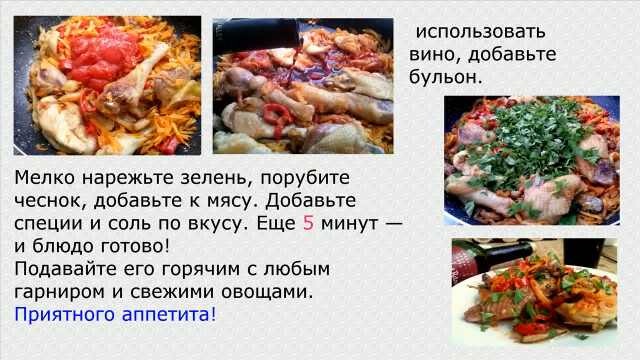 использовать
вино, добавьте
бульон.
Мелко нарежьте зелень, порубите
чеснок, добавьте к мясу. Добавьте
специи и соль по вкусу. Еще 5 минут —
и блюдо готово!
Подавайте его горячим с любым
гарниром и свежими овощами.
Приятного аппетита!